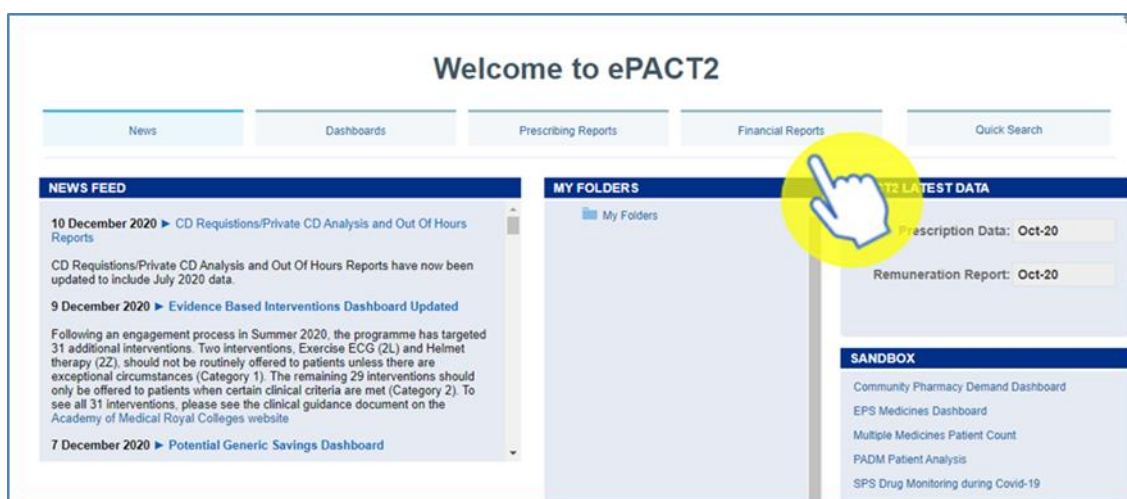 Welcome to ePACT2
News
Dashboards
Prescribing Reports
Financial Reports
Quick Search
NEWS FEED
10 December 2020 ► CD Requistions/Private CD Analysis and Out Of Hours
Reports
CD Requistions/Private CD Analysis and Out Of Hours Reports have now been
updated to include July 2020 data.
9 December 2020 ► Evidence Based Interventions Dashboard Updated
Following an engagement process in Summer 2020, the programme has targeted
31 additional interventions. Two interventions, Exercise ECG (2L) and Helmet
therapy (2Z), should not be routinely offered to patients unless there are
exceptional circumstances (Category 1). The remaining 29 interventions should
only be offered to patients when certain clinical criteria are met (Category 2). To
see all 31 interventions, please see the clinical guidance document on the
Academy of Medical Royal Colleges website
7 December 2020 ► Potential Generic Savings Dashboard
MY FOLDERS
My Folders
CT2 LATEST DATA
Prescription Data: Oct-20
Remuneration Report: Oct-20
SANDBOX
Community Pharmacy Demand Dashboard
EPS Medicines Dashboard
Multiple Medicines Patient Count
PADM Patient Analysis
SPS Drug Monitoring during Covid-19